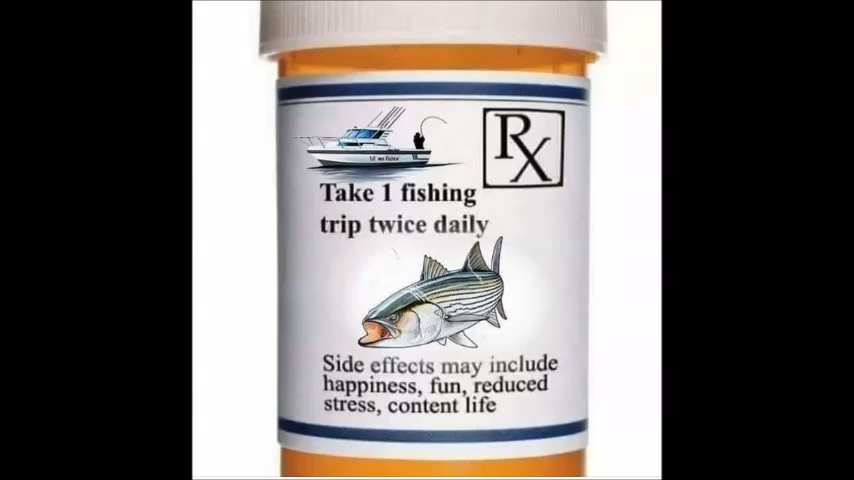 Rx
Take 1 fishing
trip twice daily
Side effects may include
happiness, fun, reduced
stress, content life